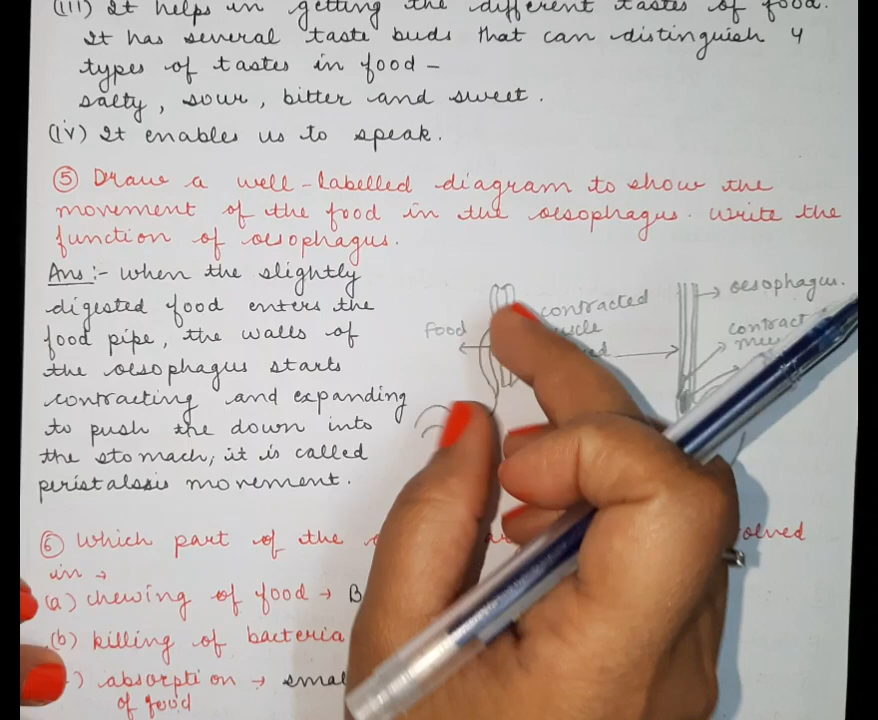 (iii) It helps in getting the different tastes of food.
It has several taste buds that can distinguish 4
types of tastes in food -
salty, sour, bitter and sweet.
(iv) It enables us to speak.
⑤ Draw a well-labelled diagram to show the
movement of the food in the oesophagus. Write the
function of oesophagus.
Ans:- When the slightly
digested food enters the
food pipe, the walls of
the oesophagus starts
contracting and expanding
to push the down into
the stomach, it is called
peristalsis movement.
food
contracted
oesophagus.
contract
⑥ Which part of the
in →
(a) chewing of food → B
(b) killing of bacteria
) absorption → smal
of food